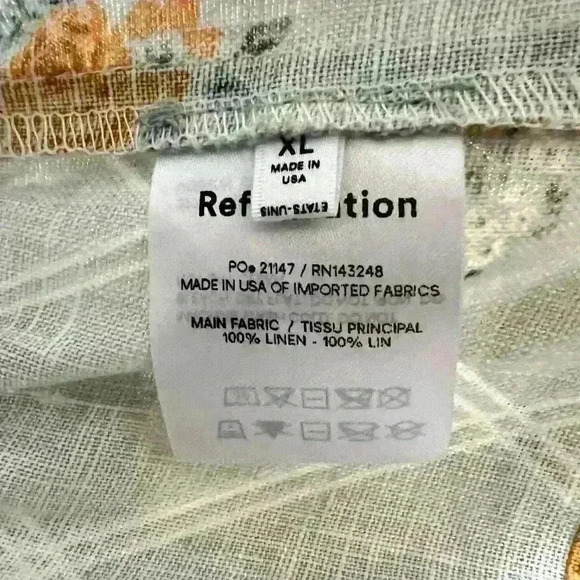 XL
MADE IN
USA
ETATS-UNIS
Ref tion
PO# 21147 / RN143248
MADE IN USA OF IMPORTED FABRICS
MAIN FABRIC / TISSU PRINCIPAL
100% LINEN - 100% LIN